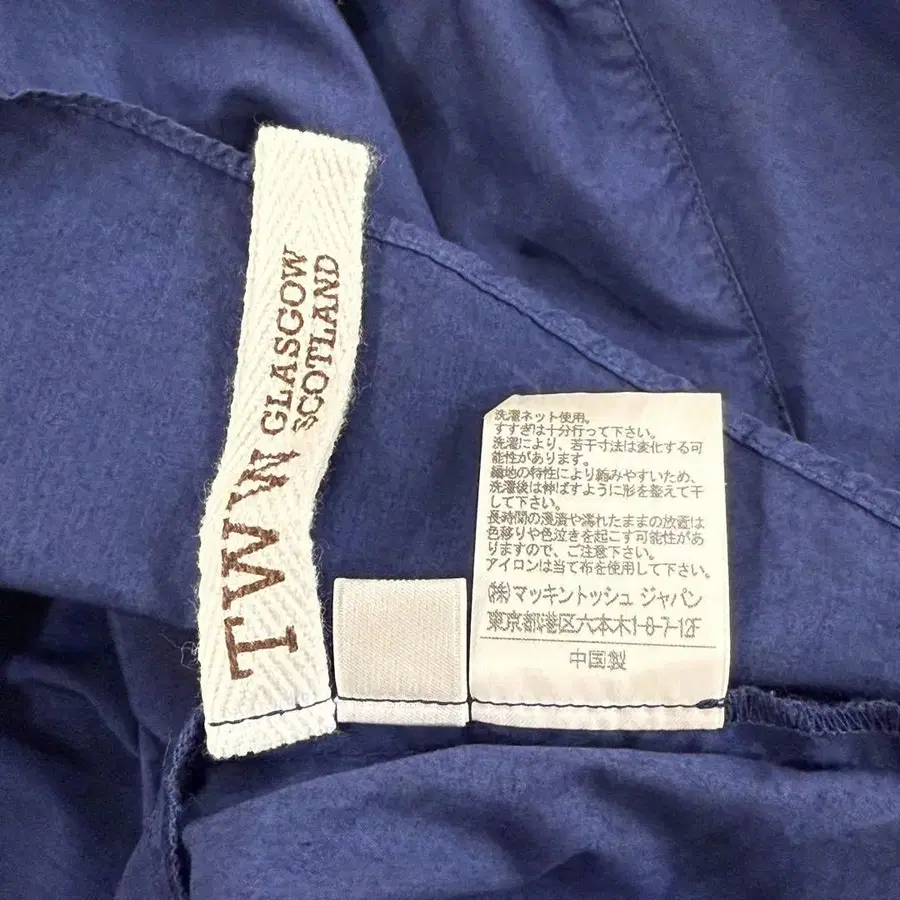 TWW GLASGOW
SCOTLAND
洗濯ネット使用。
すすぎは十分行って下さい。
洗濯により、若干寸法は変化する可
能性があります。
織地の特性により縮みやすいため、
洗濯後は伸ばすように形を整えて干
して下さい。
長時間の浸漬や濡れたままの放置は
色移りや色泣きを起こす可能性があ
りますので、ご注意下さい。
アイロンは当て布を使用して下さい。
(株)マッキントッシュ ジャパン
東京都港区六本木1-8-7-12F
中国製